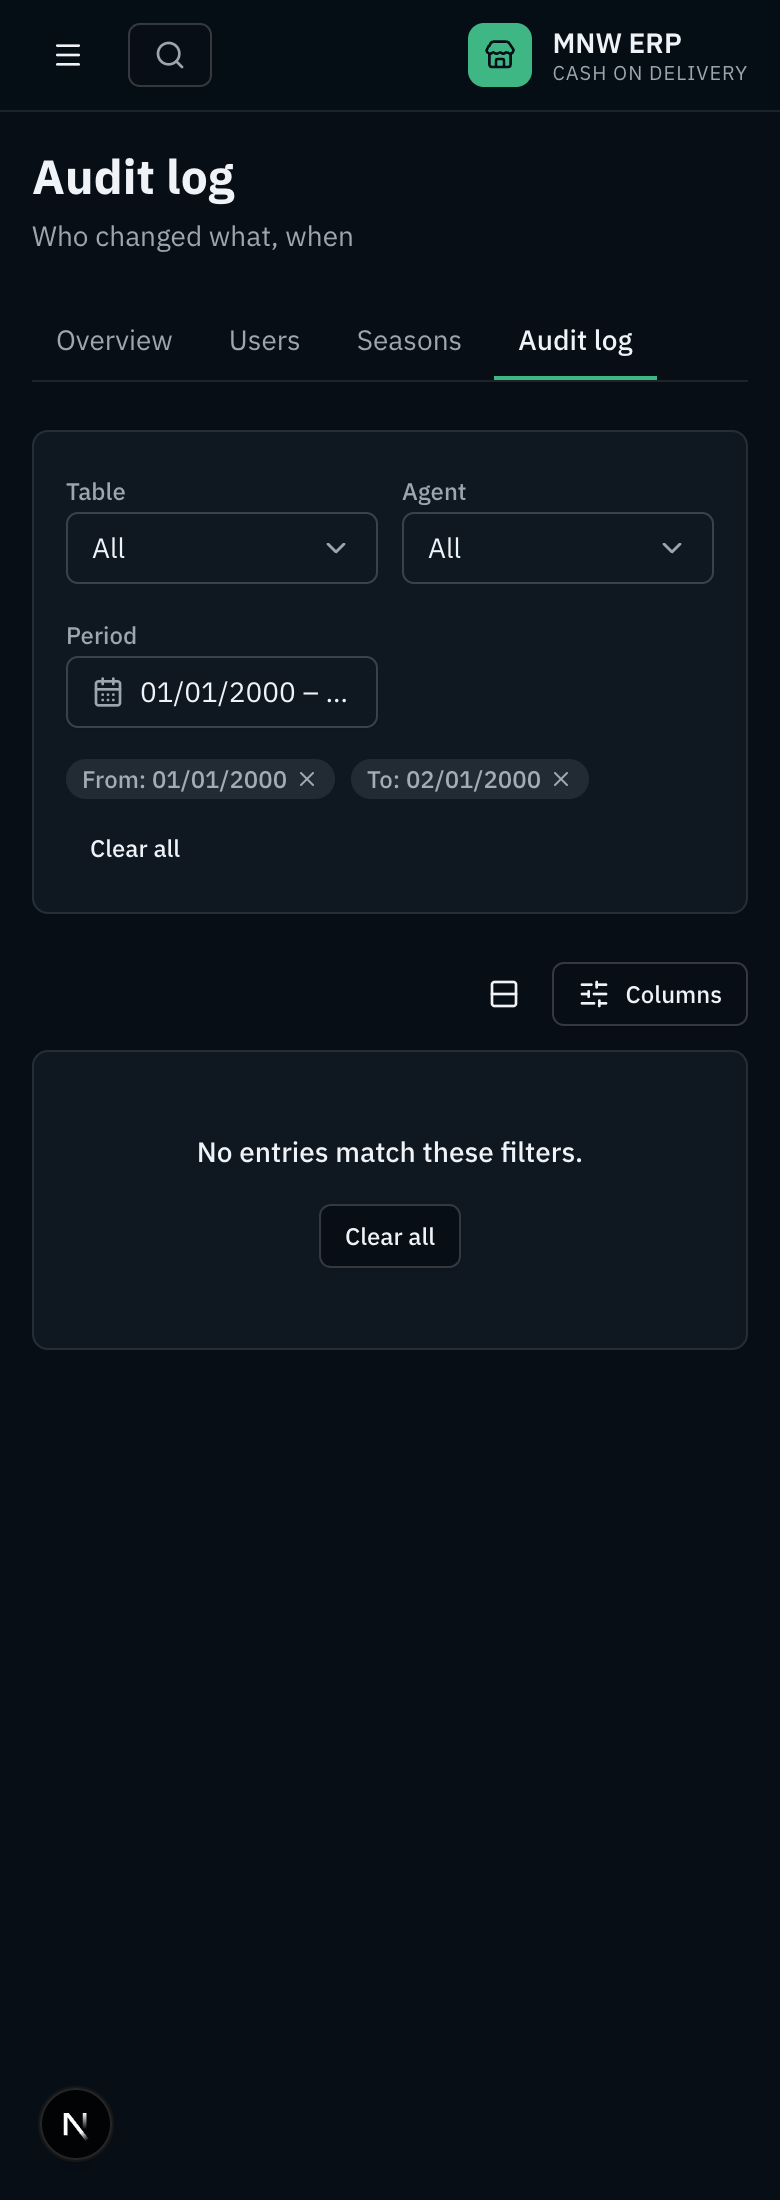 MNW ERP
CASH ON DELIVERY
Audit log
Who changed what, when
Overview Users Seasons Audit log
Table Agent
All All
Period
01/01/2000 – ...
From: 01/01/2000 To: 02/01/2000
Clear all
Columns
No entries match these filters.
Clear all
N